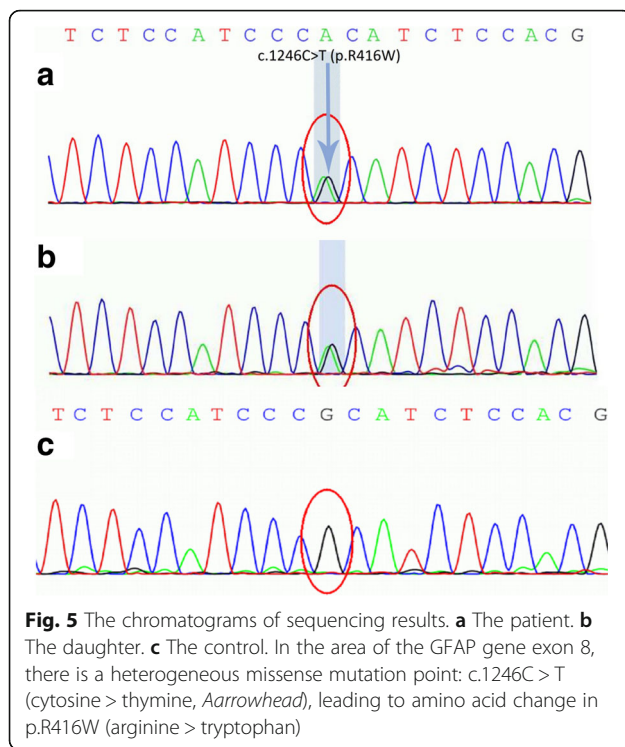 T C T C C A T C C C A C A T C T C C A C G
c.1246C>T (p.R416W)
a
b
T C T C C A T C C C G C A T C T C C A C G
c
Fig. 5 The chromatograms of sequencing results. a The patient. b
The daughter. c The control. In the area of the GFAP gene exon 8,
there is a heterogeneous missense mutation point: c.1246C > T
(cytosine > thymine, Aarrowhead), leading to amino acid change in
p.R416W (arginine > tryptophan)